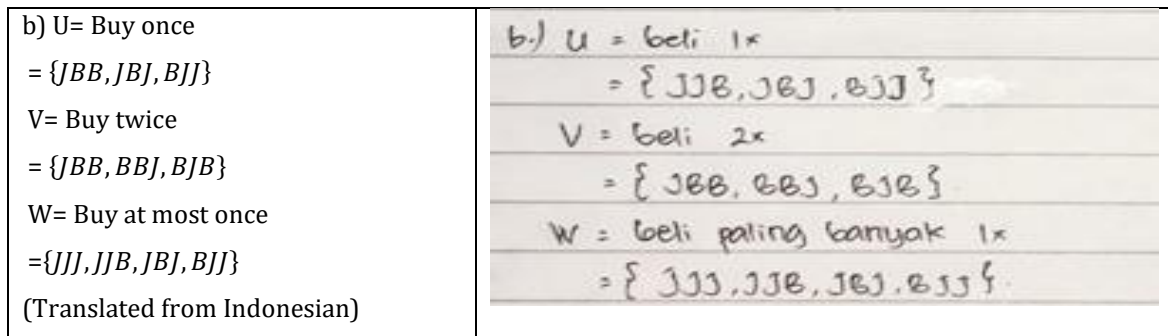 b) U= Buy once
= {JBB, JBJ, BJJ}
V= Buy twice
= {JBB, BBJ, BJB}
W= Buy at most once
={JJJ, JJB, JBJ, BJJ}
(Translated from Indonesian)
b.) U = beli 1x
= { JJB, JBJ, BJJ }
V = beli 2x
= { JBB, BBJ, BJB }
W = beli paling banyak 1x
= { JJJ, JJB, JBJ, BJJ }.